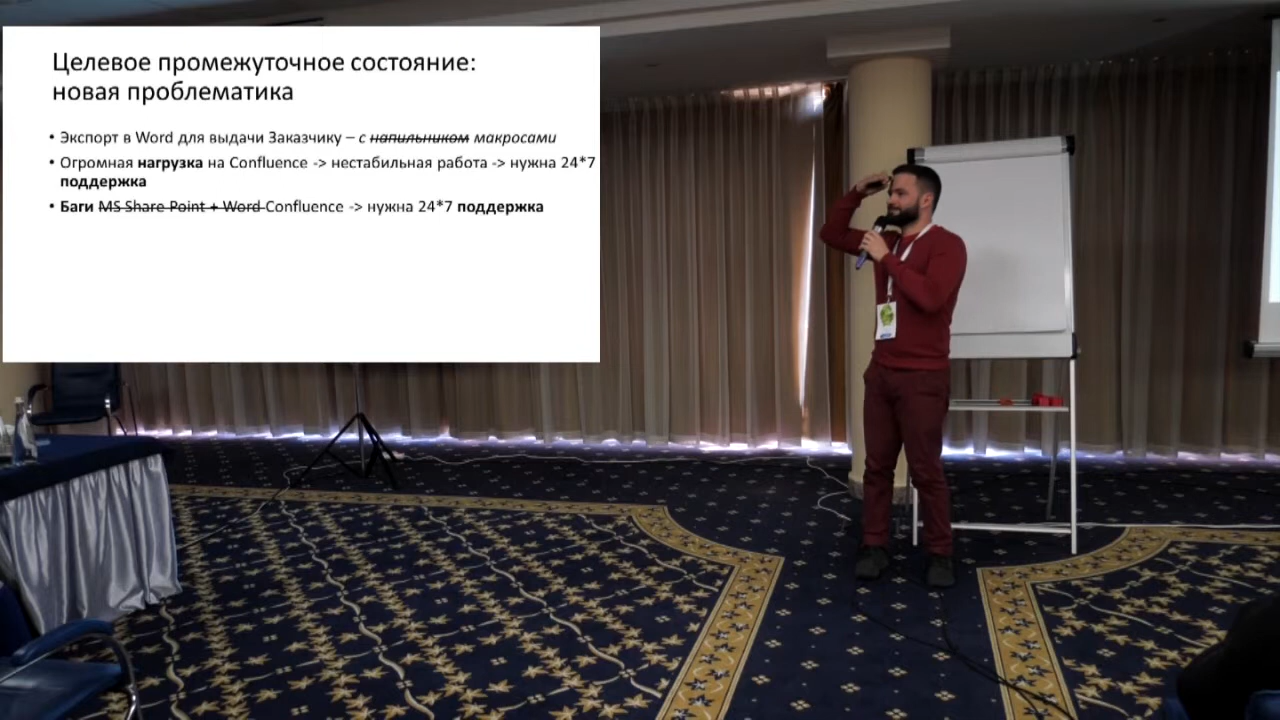 Целевое промежуточное состояние:
новая проблематика
• Экспорт в Word для выдачи Заказчику – с напильником макросами
• Огромная нагрузка на Confluence -> нестабильная работа -> нужна 24*7
поддержка
• Баги MS Share Point + Word Confluence -> нужна 24*7 поддержка